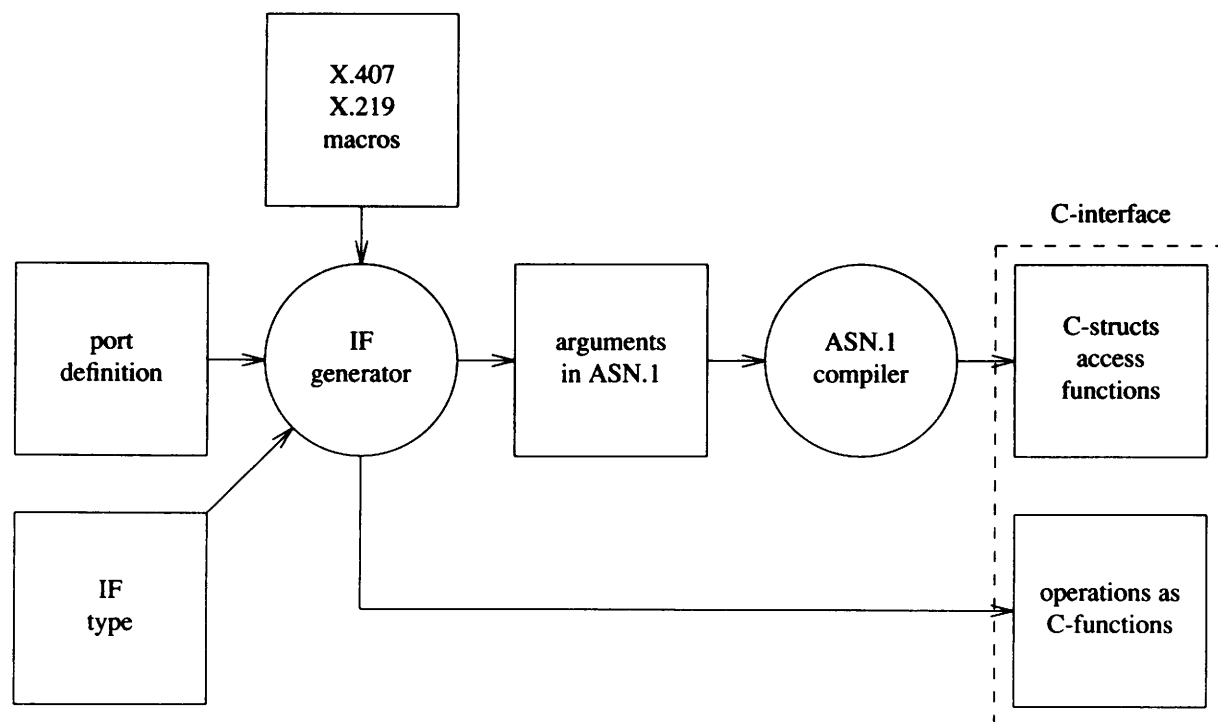 X.407
X.219
macros
C-interface
port
definition
IF
generator
arguments
in ASN.1
ASN.1
compiler
C-structs
access
functions
IF
type
operations as
C-functions